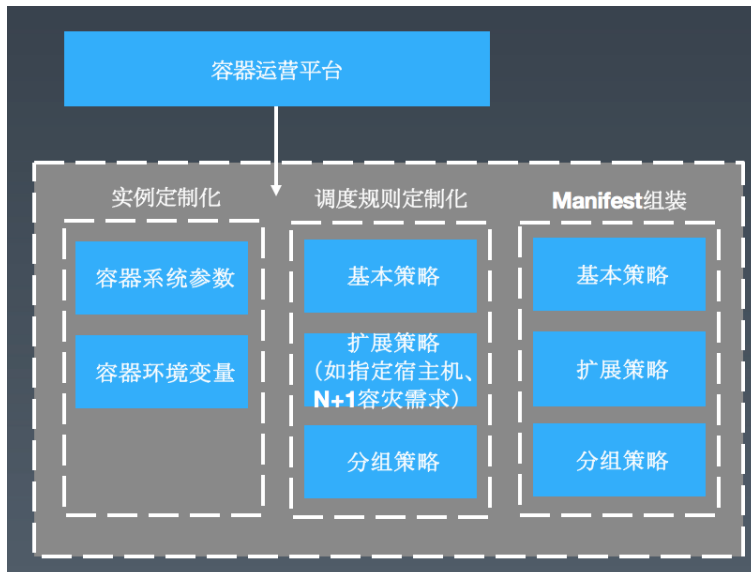 容器运营平台
实例定制化
容器系统参数
容器环境变量
调度规则定制化
基本策略
扩展策略
(如指定宿主机、
N+1容灾需求)
分组策略
Manifest组装
基本策略
扩展策略
分组策略